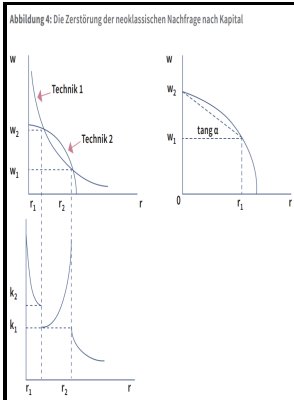 Abbildung 4: Die Zerstörung der neoklassischen Nachfrage nach Kapital
w
Technik 1
w₂
Technik 2
w₁
r₁ r₂ r
w
w₂
w₁
tang α
0 r₁ r
k₂
k₁
r₁ r₂ r